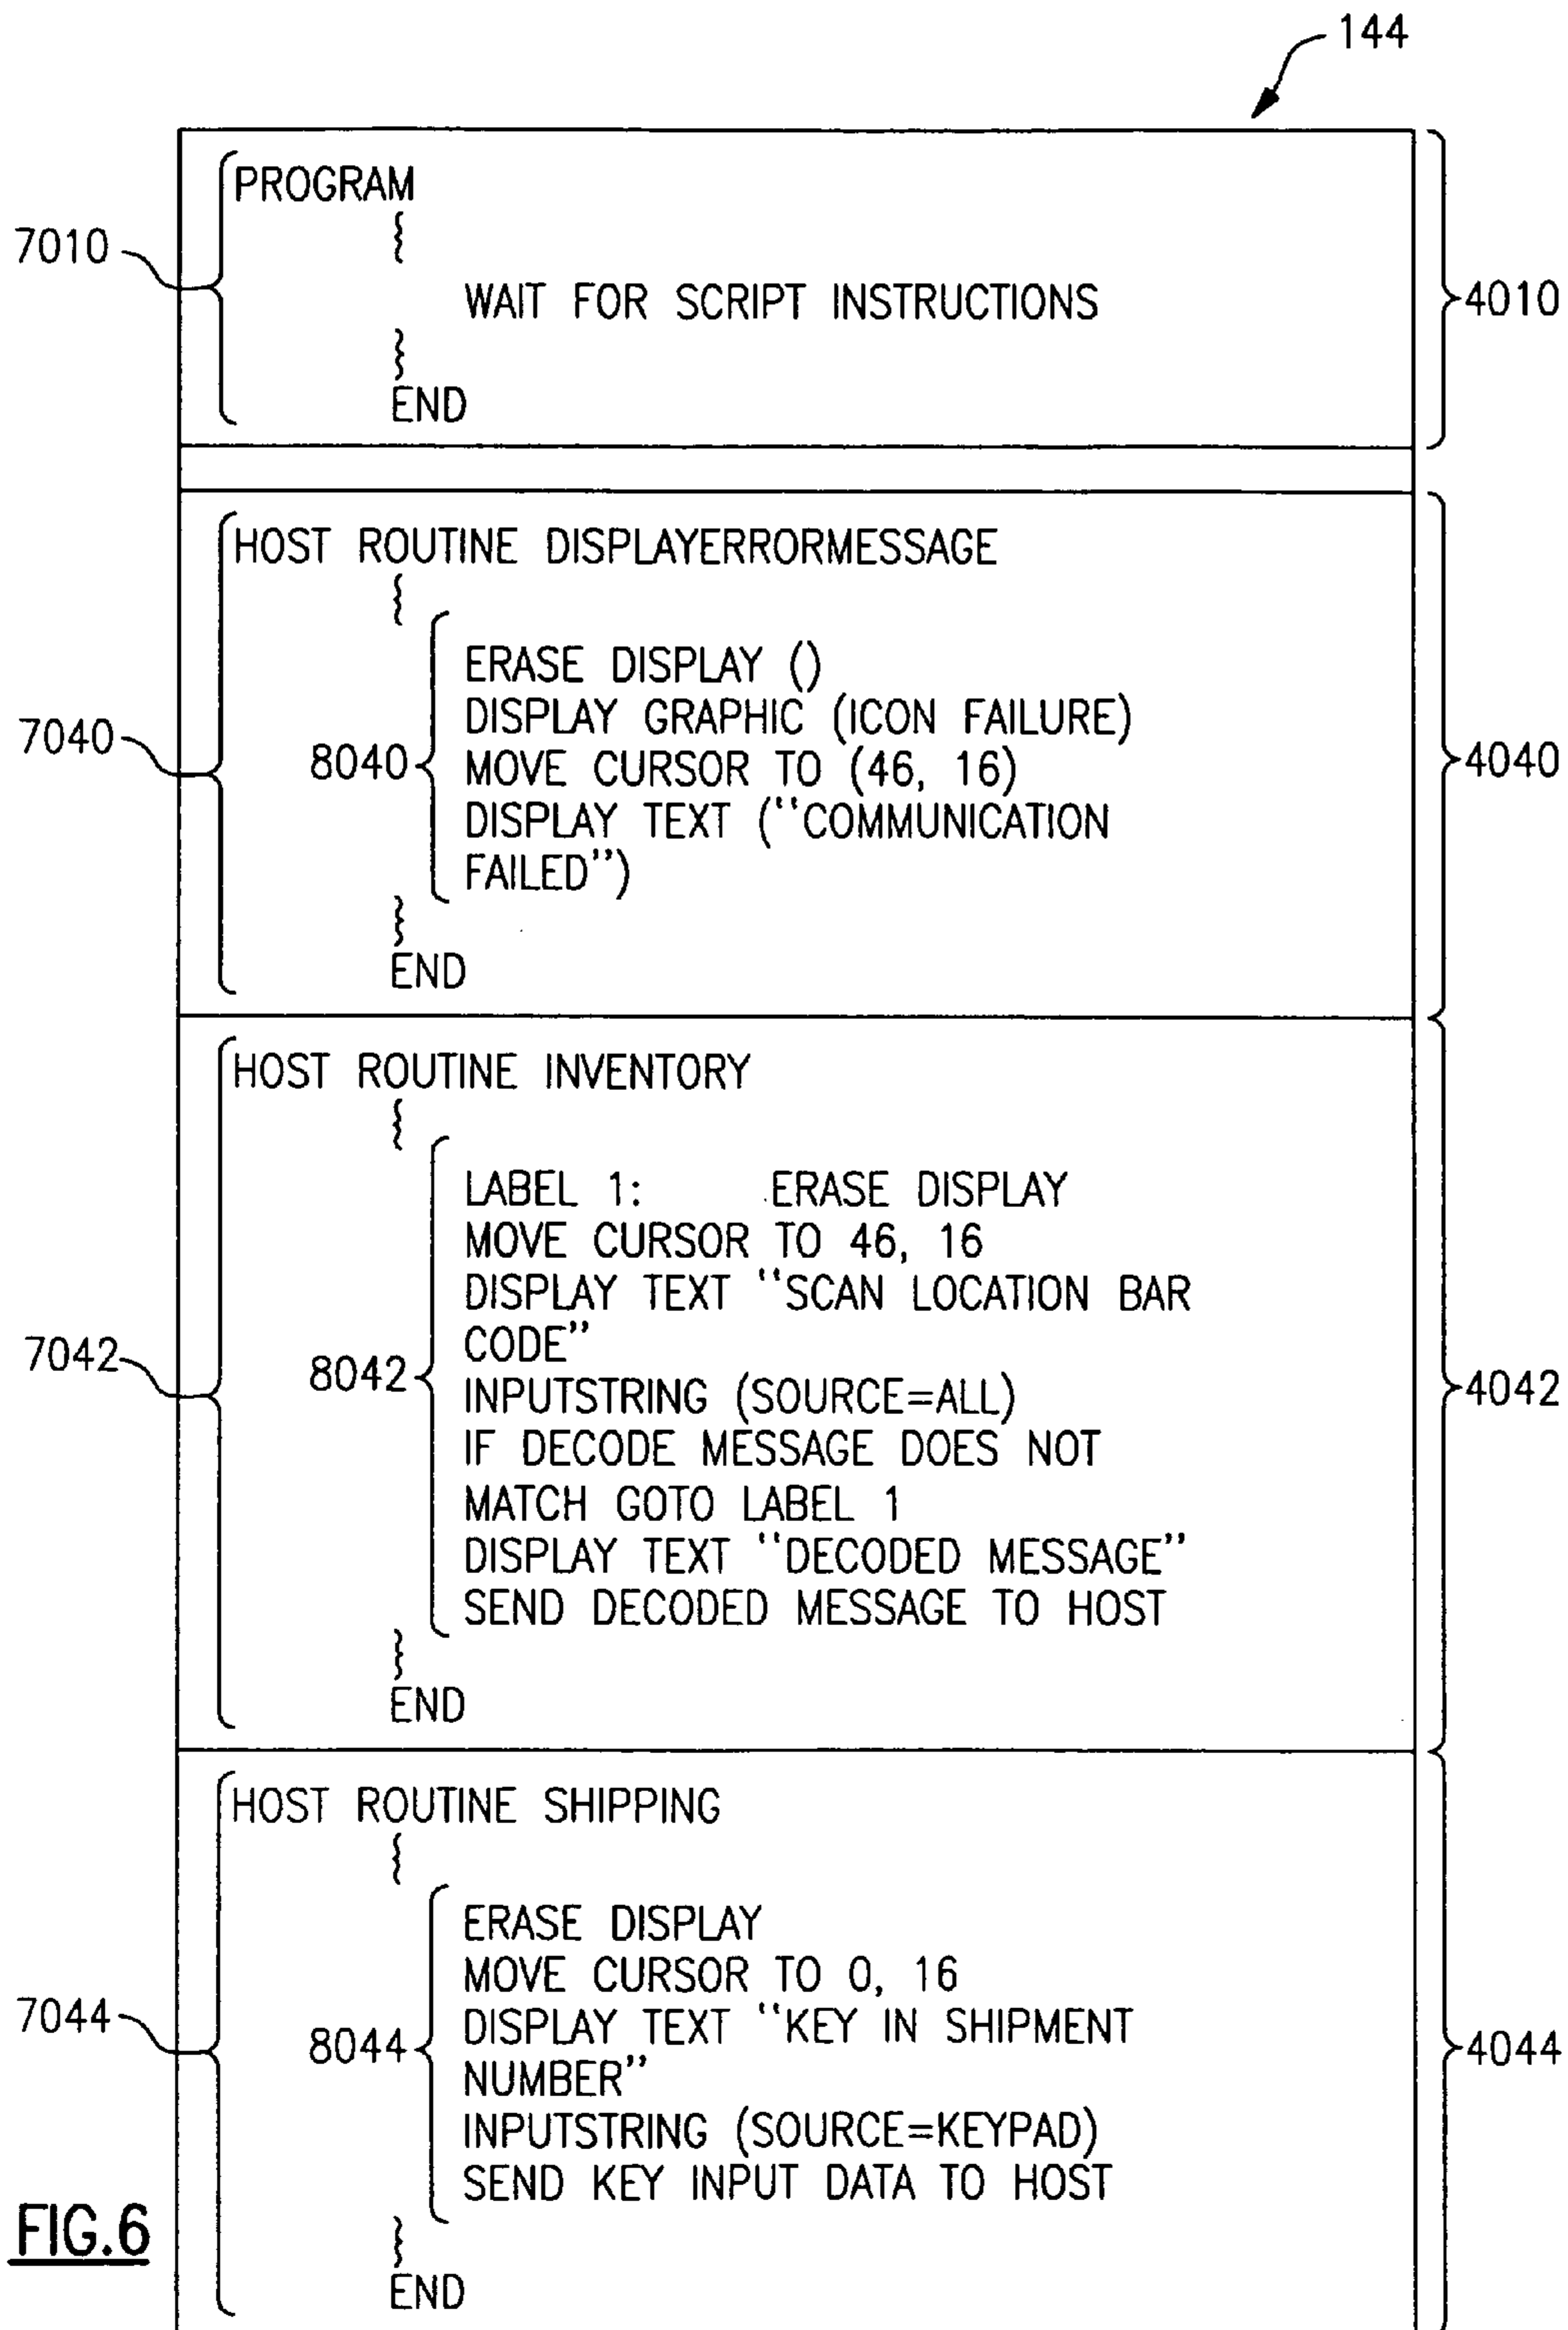 144
PROGRAM
{
7010
WAIT FOR SCRIPT INSTRUCTIONS
4010
}
END
HOST ROUTINE DISPLAYERRORMESSAGE
{
ERASE DISPLAY ()
DISPLAY GRAPHIC (ICON FAILURE)
7040
8040
MOVE CURSOR TO (46, 16)
4040
DISPLAY TEXT ("COMMUNICATION
FAILED")
}
END
HOST ROUTINE INVENTORY
{
LABEL 1: ERASE DISPLAY
MOVE CURSOR TO 46, 16
DISPLAY TEXT "SCAN LOCATION BAR
CODE"
7042
8042
INPUTSTRING (SOURCE=ALL)
4042
IF DECODE MESSAGE DOES NOT
MATCH GOTO LABEL 1
DISPLAY TEXT "DECODED MESSAGE"
SEND DECODED MESSAGE TO HOST
}
END
HOST ROUTINE SHIPPING
{
ERASE DISPLAY
MOVE CURSOR TO 0, 16
7044
DISPLAY TEXT "KEY IN SHIPMENT
8044
4044
NUMBER"
INPUTSTRING (SOURCE=KEYPAD)
SEND KEY INPUT DATA TO HOST
FIG.6
}
END